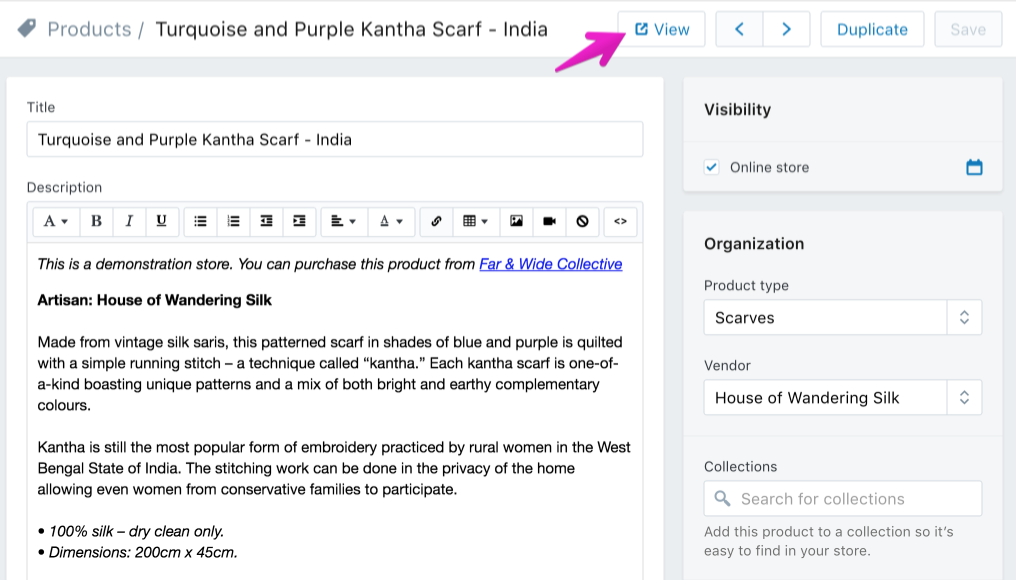 Products / Turquoise and Purple Kantha Scarf - India
View
Duplicate
Save
Title
Turquoise and Purple Kantha Scarf - India
Description
A B I U A <>
This is a demonstration store. You can purchase this product from Far & Wide Collective
Artisan: House of Wandering Silk
Made from vintage silk saris, this patterned scarf in shades of blue and purple is quilted
with a simple running stitch – a technique called “kantha.” Each kantha scarf is one-of-
a-kind boasting unique patterns and a mix of both bright and earthy complementary
colours.
Kantha is still the most popular form of embroidery practiced by rural women in the West
Bengal State of India. The stitching work can be done in the privacy of the home
allowing even women from conservative families to participate.
• 100% silk – dry clean only.
• Dimensions: 200cm x 45cm.
Visibility
Online store
Organization
Product type
Scarves
Vendor
House of Wandering Silk
Collections
Search for collections
Add this product to a collection so it’s
easy to find in your store.